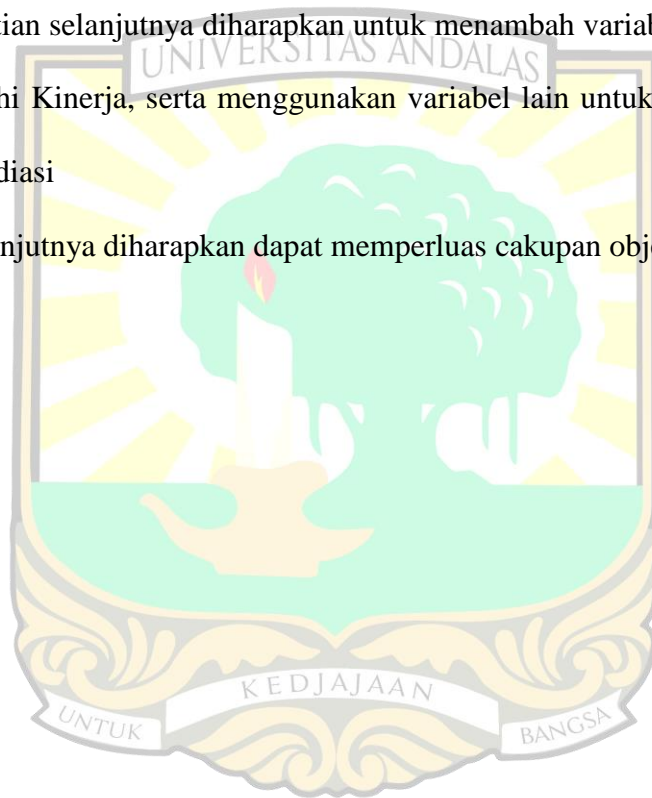 tian selanjutnya diharapkan untuk menambah variab
UNIVERSITAS ANDALAS
hi Kinerja, serta menggunakan variabel lain untuk
diasi
njutnya diharapkan dapat memperluas cakupan obj
KEDJAJAAN
UNTUK BANGSA